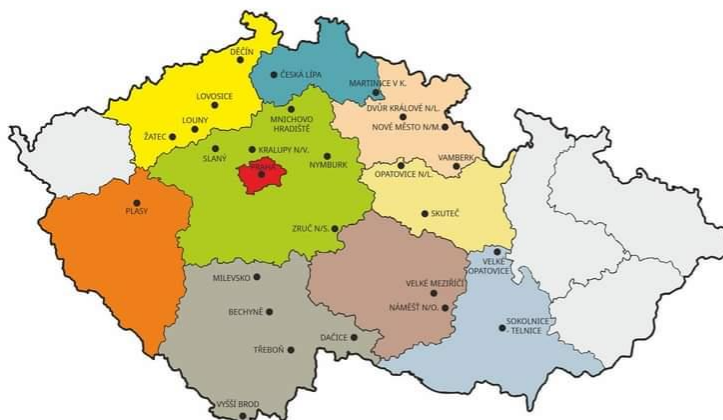 DĚČÍN
ČESKÁ LÍPA
MARTINICE V K.
LOVOSICE
DVŮR KRÁLOVÉ N/L.
MNICHOVO
HRADIŠTĚ
LOUNY
NOVÉ MĚSTO N/M.
ŽATEC
SLANÝ
KRALUPY N/V.
NYMBURK
VAMBERK
PRAHA
OPATOVICE N/L.
PLASY
SKUTEČ
ZRUČ N/S.
VELKÉ
OPATOVICE
MILEVSKO
VELKÉ MEZIŘÍČÍ
BECHYNĚ
NÁMĚŠŤ N/O.
SOKOLNICE
- TELNICE
DAČICE
TŘEBOŇ
VYŠŠÍ BROD